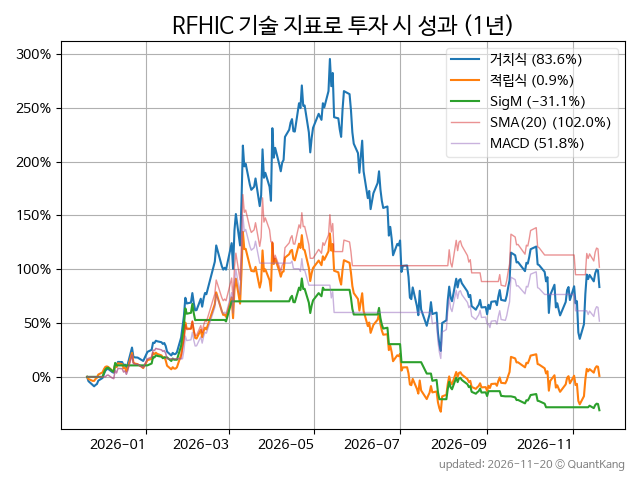 RFHIC 기술 지표로 투자 시 성과 (1년)
300%
250%
200%
150%
100%
50%
0%
거치식 (83.6%)
적립식 (0.9%)
SigM (-31.1%)
SMA(20) (102.0%)
MACD (51.8%)
2026-01
2026-03
2026-05
2026-07
2026-09
2026-11
updated: 2026-11-20 © QuantKang